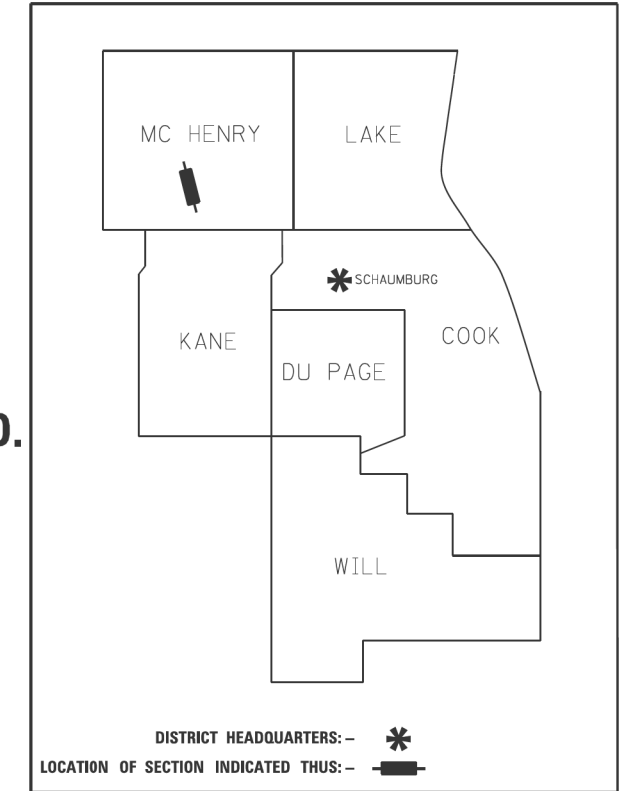 MC HENRY
LAKE
SCHAUMBURG
KANE
COOK
DU PAGE
WILL
DISTRICT HEADQUARTERS: –
LOCATION OF SECTION INDICATED THUS: –